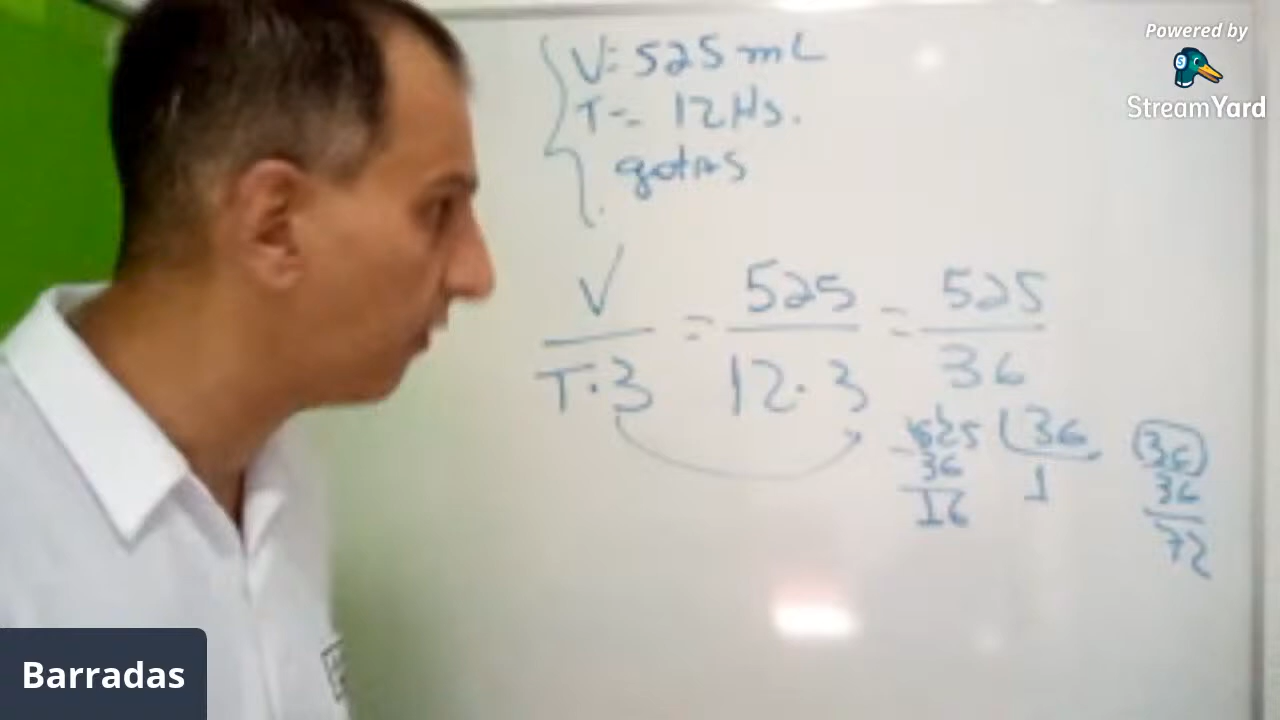 V: 525 mL
T-: 12 Hs.
gotas
V = 525 = 525
T.3 12.3 36
525 36
- 36 1
16
36
36
72
Powered by
StreamYard
Barradas